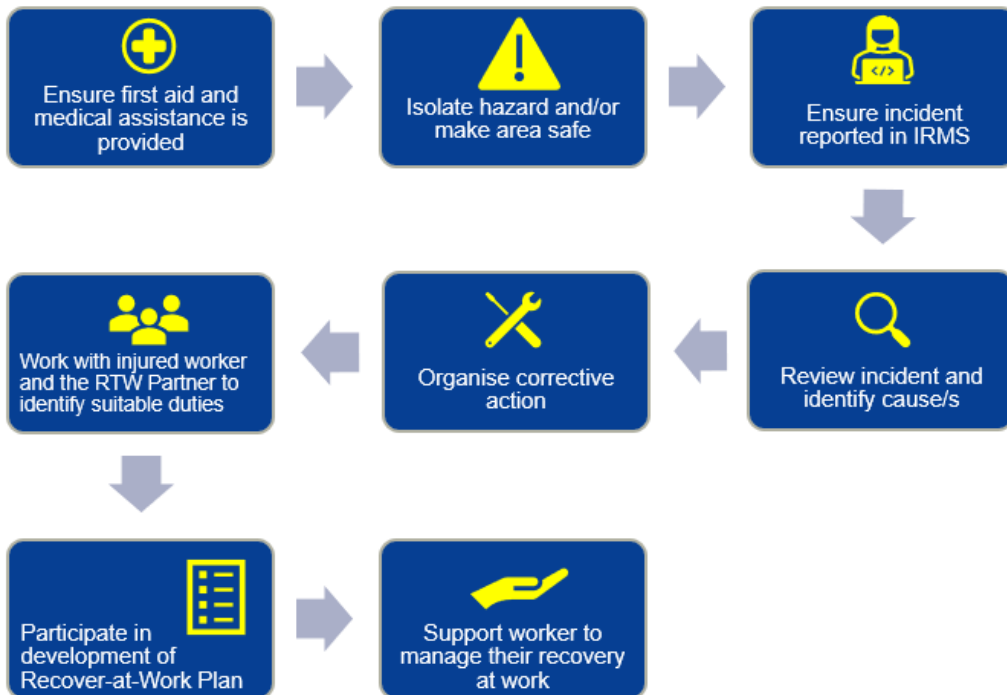 Ensure first aid and
medical assistance is
provided
Isolate hazard and/or
make area safe
</>
Ensure incident
reported in IRMS
Review incident and
identify cause/s
Organise corrective
action
Work with injured worker
and the RTW Partner to
identify suitable duties
Participate in
development of
Recover-at-Work Plan
Support worker to
manage their recovery
at work